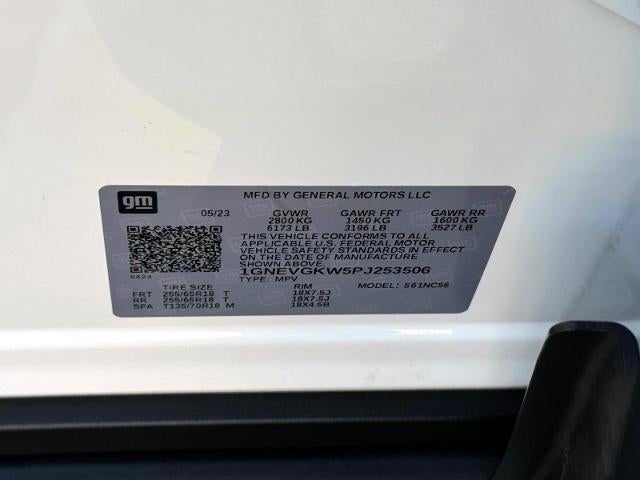 gm
MFD BY GENERAL MOTORS LLC
05/23 GVWR GAWR FRT GAWR RR
2800 KG 1450 KG 1600 KG
6173 LB 3196 LB 3527 LB
THIS VEHICLE CONFORMS TO ALL
APPLICABLE U.S. FEDERAL MOTOR
VEHICLE SAFETY STANDARDS IN EFFECT
ON THE DATE OF MANUFACTURE
SHOWN ABOVE.
1GNEVGKW5PJ253506
TYPE: MPV MODEL: 561NC56
TIRE SIZE RIM
FRT 255/65R18 T 18X7.5J
RR 255/65R18 T 18X7.5J
SPA T135/70R18 M 18X4.5B